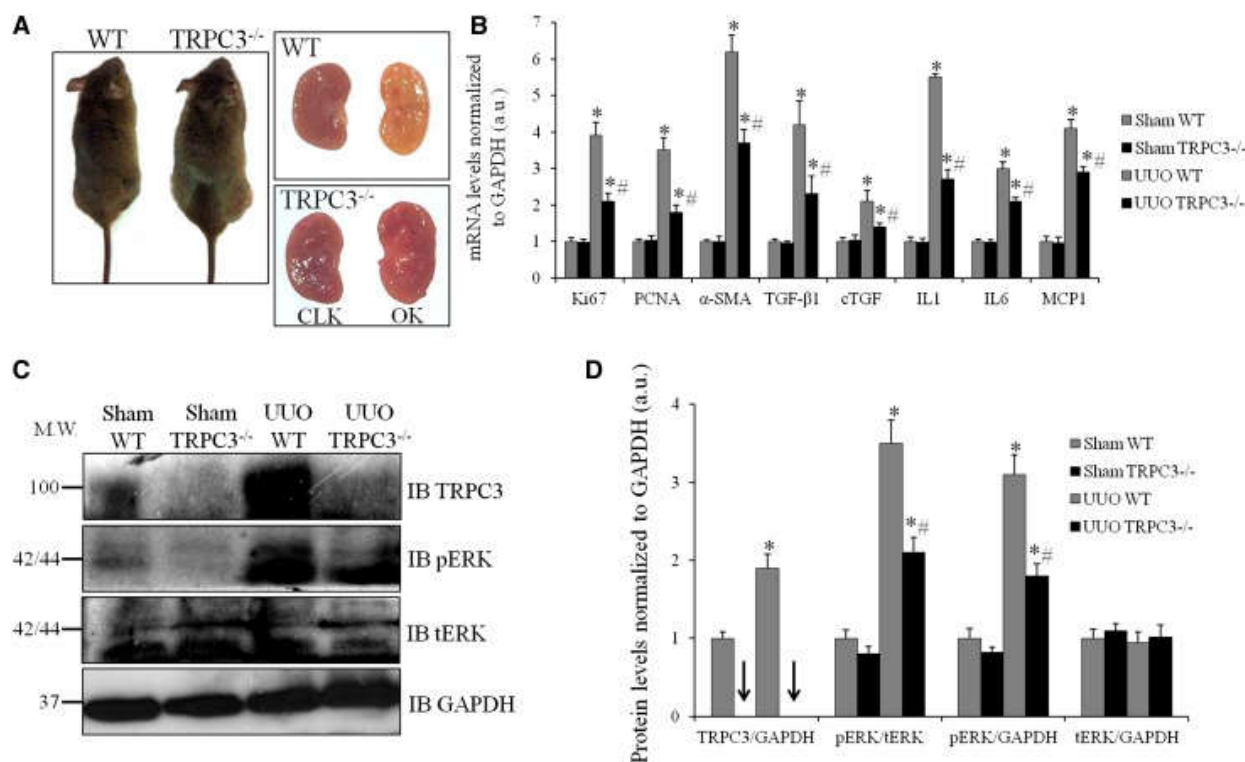 A
WT TRPC3-/-
WT
TRPC3-/-
CLK OK
B
mRNA levels normalized
to GAPDH (a.u.)
7
6
5
4
3
2
1
0
* *# * *# * *# * *# * *# * *# * *# * *#
Ki67 PCNA α-SMA TGF-β1 cTGF IL1 IL6 MCP1
Sham WT
Sham TRPC3-/-
UUO WT
UUO TRPC3-/-
C
M.W.
Sham WT
Sham TRPC3-/-
UUO WT
UUO TRPC3-/-
100 IB TRPC3
42/44 IB pERK
42/44 IB tERK
37 IB GAPDH
D
Protein levels normalized to GAPDH (a.u.)
4
3
2
1
0
* * *# * *#
TRPC3/GAPDH pERK/tERK pERK/GAPDH tERK/GAPDH
Sham WT
Sham TRPC3-/-
UUO WT
UUO TRPC3-/-